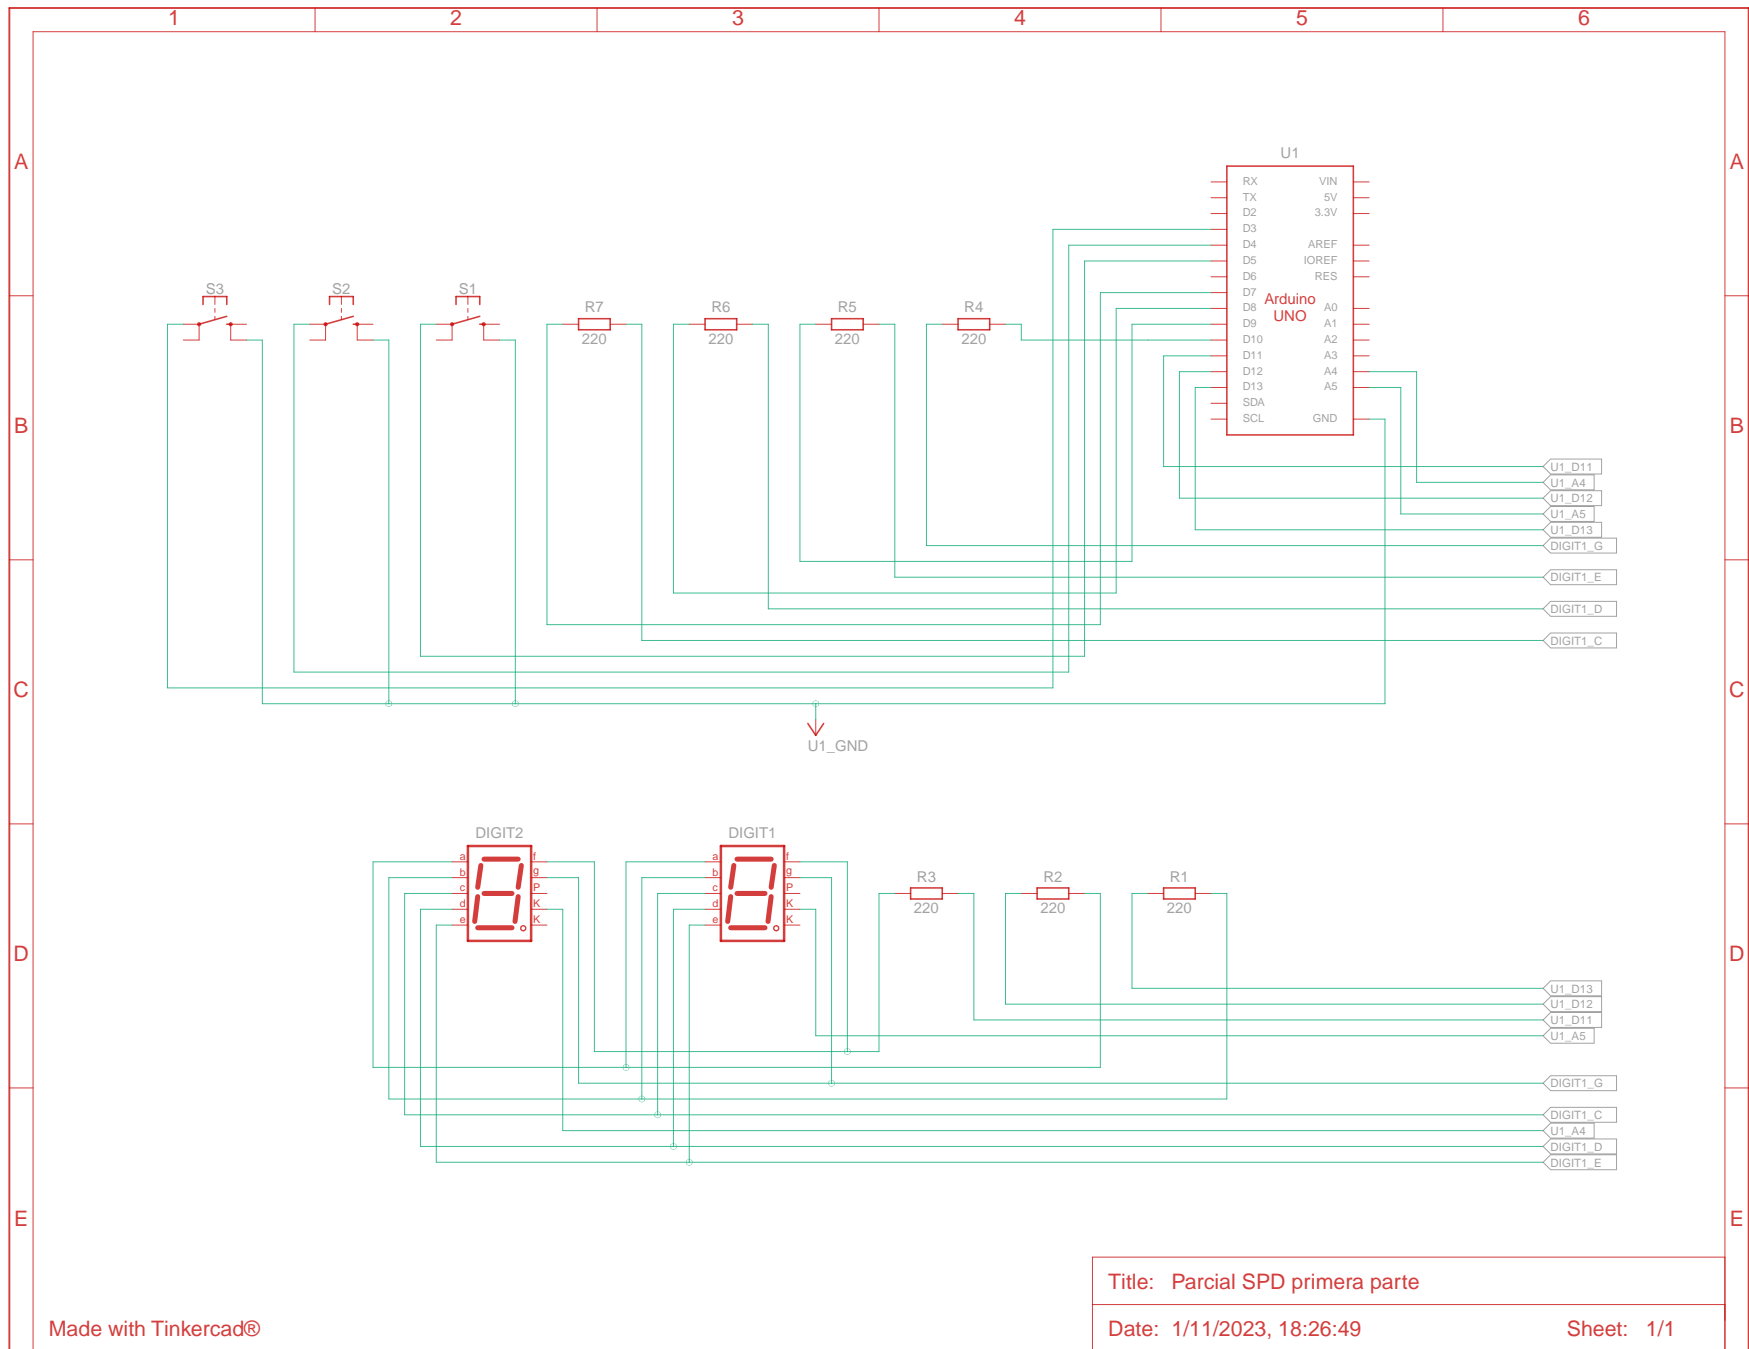 1 2 3 4 5 6
A A
U1
RX VIN
TX 5V
D2 3.3V
D3
D4 AREF
D5 IOREF
D6 RES
D7
D8 A0
D9 A1
D10 A2
D11 A3
D12 A4
D13 A5
SDA
SCL GND
Arduino
UNO
S3 S2 S1
R7 R6 R5 R4
220 220 220 220
B B
U1_D11
U1_A4
U1_D12
U1_A5
U1_D13
DIGIT1_G
DIGIT1_E
DIGIT1_D
DIGIT1_C
C C
U1_GND
DIGIT2 DIGIT1
a f a f
b g b g
c P c P
d K d K
e K e K
R3 R2 R1
220 220 220
D D
U1_D13
U1_D12
U1_D11
U1_A5
DIGIT1_G
DIGIT1_C
U1_A4
DIGIT1_D
DIGIT1_E
E E
Title: Parcial SPD primera parte
Made with Tinkercad® Date: 1/11/2023, 18:26:49 Sheet: 1/1